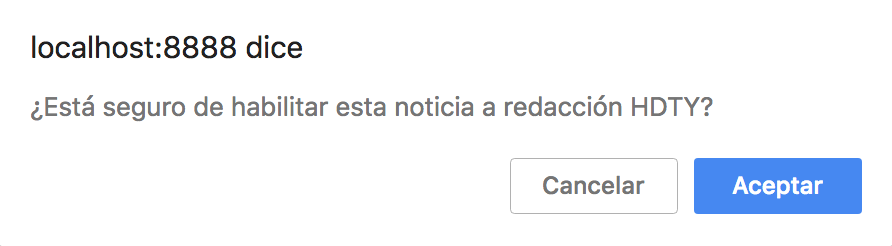 localhost:8888 dice
¿Está seguro de habilitar esta noticia a redacción HDTY?
Cancelar
Aceptar